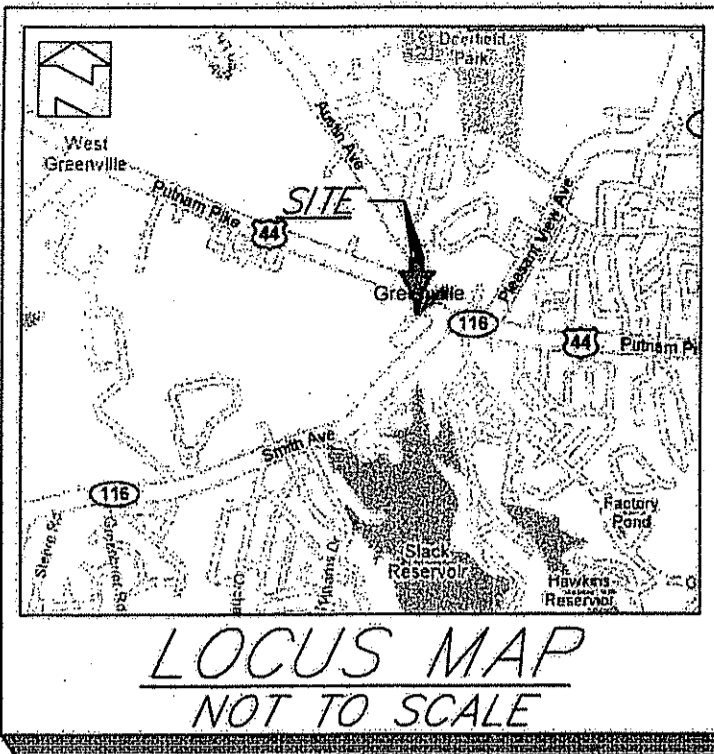 Deerfield
Park
West
Greenville
Austin Ave
Putnam Pike
44
SITE
Pleasant View Ave
Greenville
116
44
Putnam Pi
Smith Ave
116
Factory
Pond
Slack
Reservoir
Hawkins
Reservoir
LOCUS MAP
NOT TO SCALE